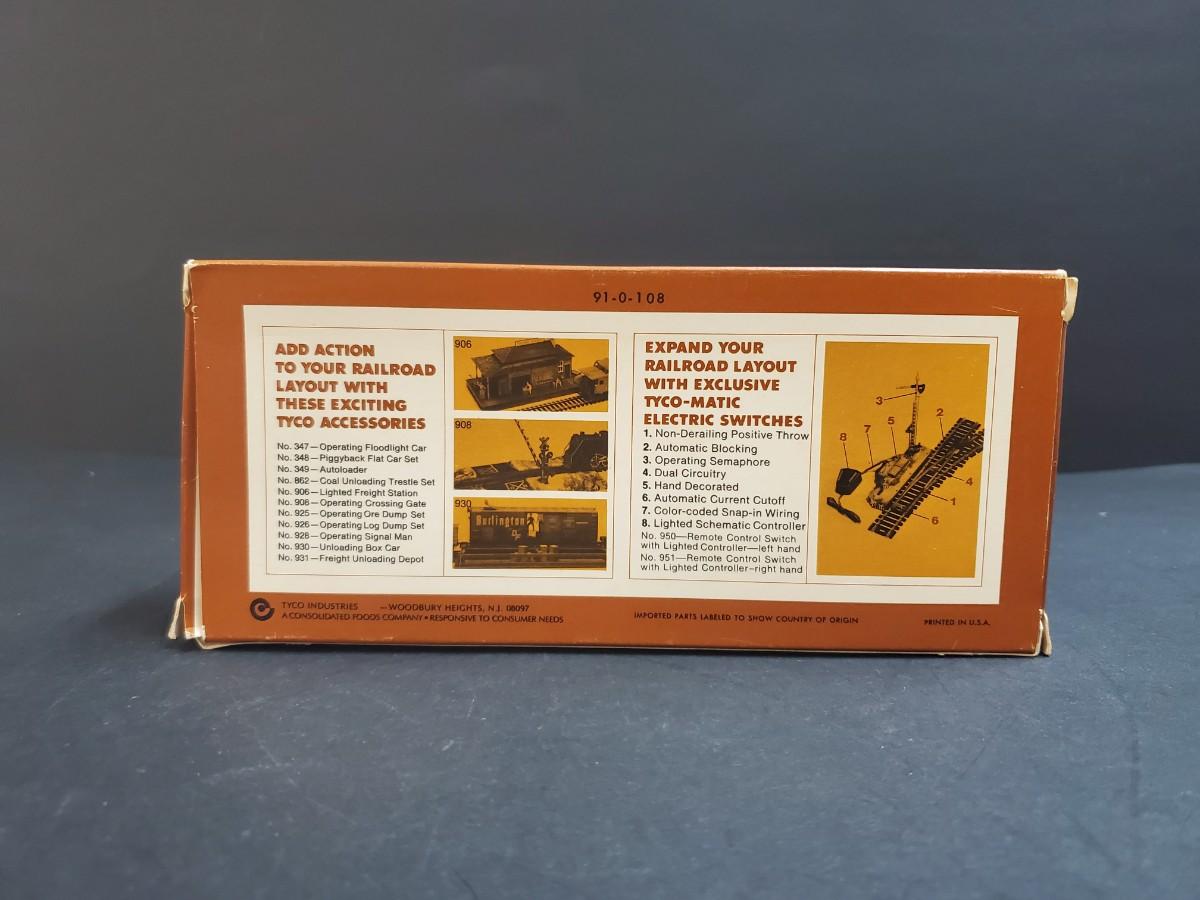 91-0-108
ADD ACTION
TO YOUR RAILROAD
LAYOUT WITH
THESE EXCITING
TYCO ACCESSORIES
No. 347—Operating Floodlight Car
No. 348—Piggyback Flat Car Set
No. 349—Autoloader
No. 862—Coal Unloading Trestle Set
No. 906—Lighted Freight Station
No. 908—Operating Crossing Gate
No. 925—Operating Ore Dump Set
No. 926—Operating Log Dump Set
No. 928—Operating Signal Man
No. 930—Unloading Box Car
No. 931—Freight Unloading Depot
906
908
930
Burlington
EXPAND YOUR
RAILROAD LAYOUT
WITH EXCLUSIVE
TYCO-MATIC
ELECTRIC SWITCHES
1. Non-Derailing Positive Throw
2. Automatic Blocking
3. Operating Semaphore
4. Dual Circuitry
5. Hand Decorated
6. Automatic Current Cutoff
7. Color-coded Snap-in Wiring
8. Lighted Schematic Controller
No. 950—Remote Control Switch
with Lighted Controller—left hand
No. 951—Remote Control Switch
with Lighted Controller-right hand
3
2
5
7
8
4
1
6
TYCO INDUSTRIES —WOODBURY HEIGHTS, N.J. 08097
A CONSOLIDATED FOODS COMPANY • RESPONSIVE TO CONSUMER NEEDS
IMPORTED PARTS LABELED TO SHOW COUNTRY OF ORIGIN
PRINTED IN U.S.A.